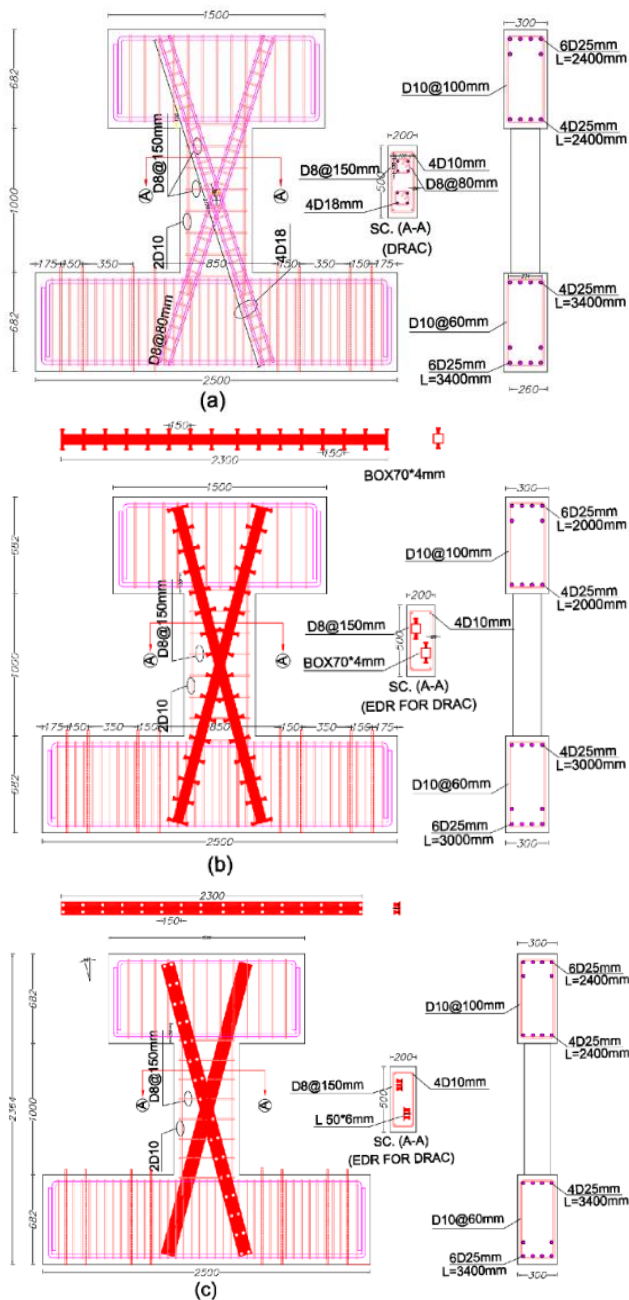 1500
300
6D25mm
L=2400mm
682
D10@100mm
4D25mm
L=2400mm
200
D8@150mm
4D10mm
D8@80mm
500
4D18mm
SC. (A-A)
(DRAC)
D8@150mm
A
A
1000
2D10
4D18
175
150
350
850
150
350
150
175
682
D8@80mm
4D25mm
L=3400mm
D10@60mm
6D25mm
L=3400mm
2500
260
(a)
150
2300
150
BOX70*4mm
1500
300
6D25mm
L=2000mm
682
D10@100mm
4D25mm
L=2000mm
200
D8@150mm
4D10mm
500
BOX70*4mm
SC. (A-A)
(EDR FOR DRAC)
D8@150mm
A
A
1000
2D10
175
150
350
150
850
150
350
150
175
682
4D25mm
L=3000mm
D10@60mm
6D25mm
L=3000mm
2500
300
(b)
2300
150
300
6D25mm
L=2400mm
682
D10@100mm
4D25mm
L=2400mm
200
D8@150mm
4D10mm
500
L 50*6mm
SC. (A-A)
(EDR FOR DRAC)
D8@150mm
A
A
2364
1000
2D10
682
4D25mm
L=3400mm
D10@60mm
6D25mm
L=3400mm
2500
300
(c)